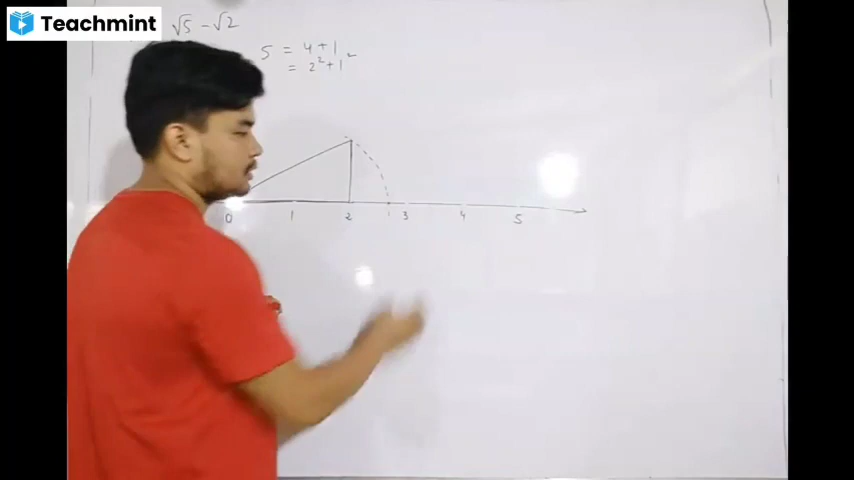 Teachmint
√5 - √2
5 = 4 + 1
= 2² + 1²
0 1 2 3 4 5